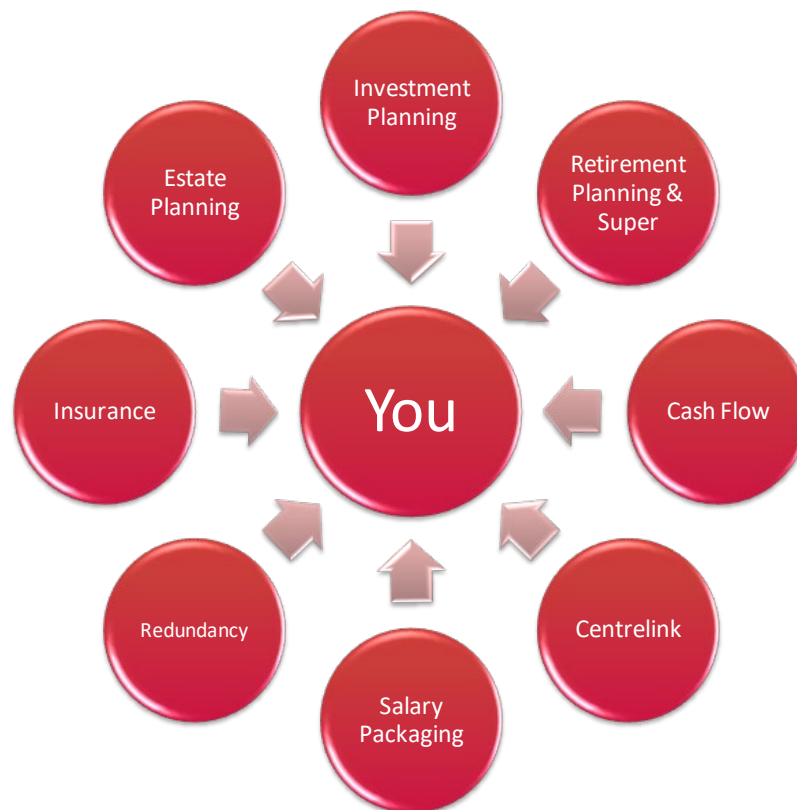 Investment
Planning
Estate
Planning
Retirement
Planning &
Super
Insurance
You
Cash Flow
Redundancy
Centrelink
Salary
Packaging